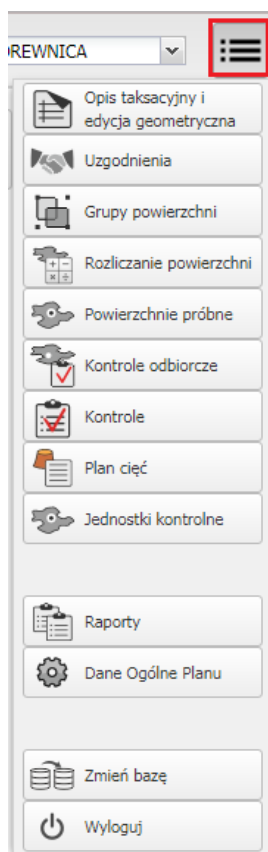 DREWNICA
Opis taksacyjny i
edycja geometryczna
Uzgodnienia
Grupy powierzchni
Rozliczanie powierzchni
Powierzchnie próbne
Kontrole odbiorcze
Kontrole
Plan cięć
Jednostki kontrolne
Raporty
Dane Ogólne Planu
Zmień bazę
Wyloguj